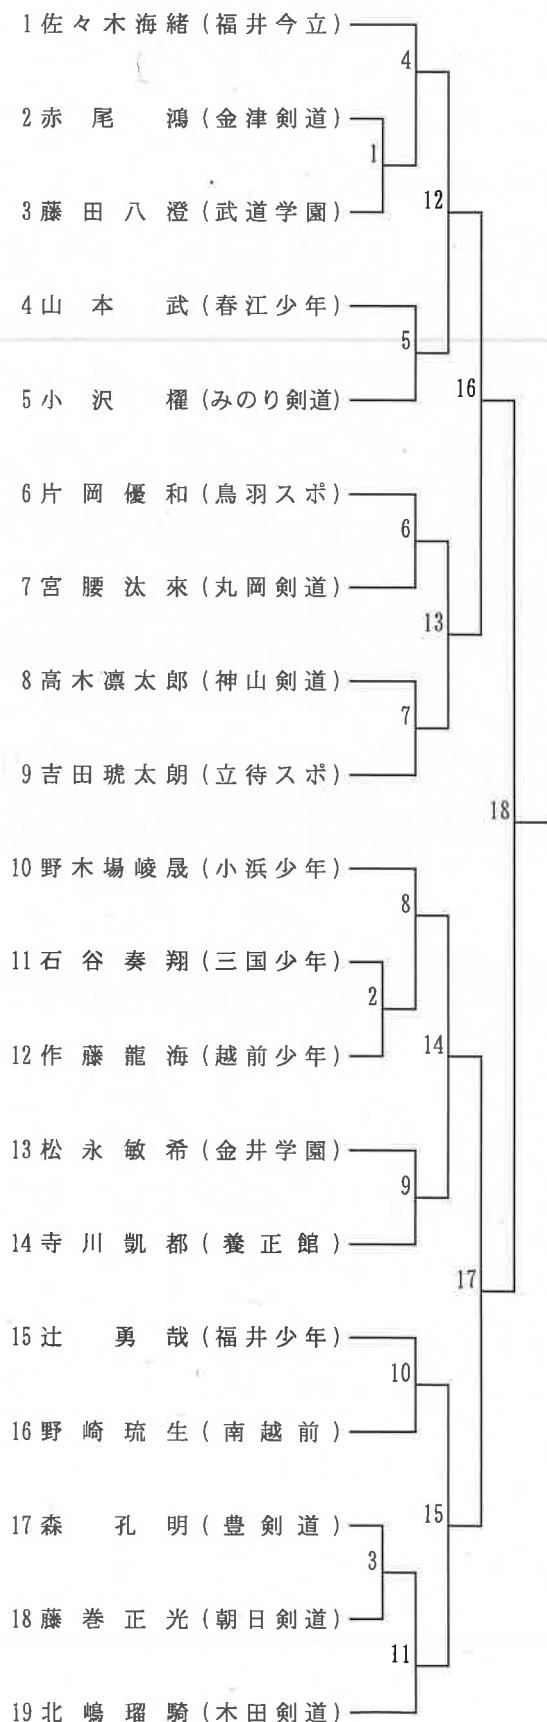 1 佐々木海緒 (福井今立)
4
2 赤尾 鴻 (金津剣道)
1
3 藤田八澄 (武道学園)
12
4 山本 武 (春江少年)
5
5 小沢 櫂 (みのり剣道)
16
6 片岡優和 (鳥羽スポ)
6
7 宮腰汰來 (丸岡剣道)
13
8 高木凛太郎 (神山剣道)
7
9 吉田琥太朗 (立待スポ)
18
10 野木場崚晟 (小浜少年)
8
11 石谷奏翔 (三国少年)
2
12 作藤龍海 (越前少年)
14
13 松永敏希 (金井学園)
9
14 寺川凱都 (養正館)
17
15 辻 勇哉 (福井少年)
10
16 野崎琉生 (南越前)
15
17 森 孔明 (豊剣道)
3
18 藤巻正光 (朝日剣道)
11
19 北嶋瑠騎 (木田剣道)